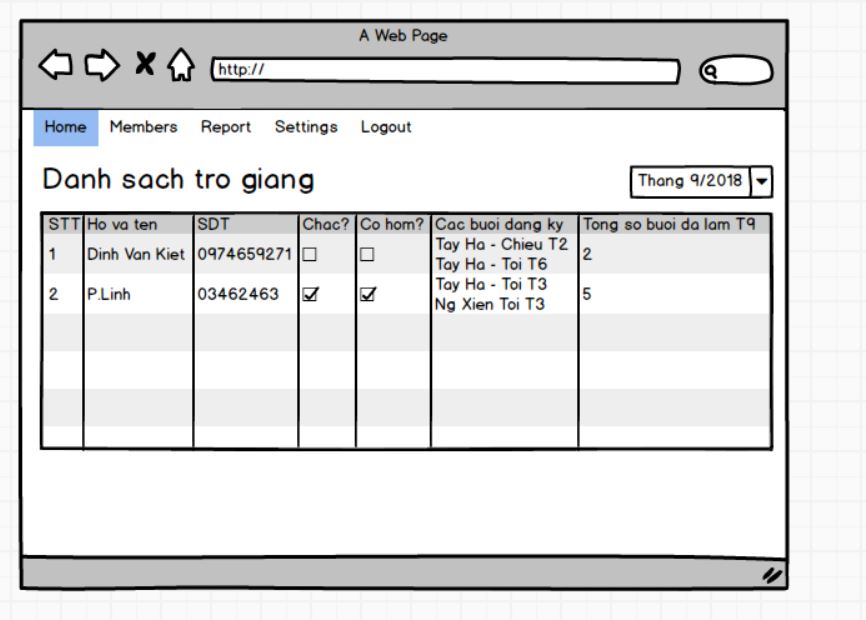 A Web Page
http://
Home Members Report Settings Logout
Danh sach tro giang
Thang 9/2018
STT Ho va ten SDT Chac? Co hom? Cac buoi dang ky Tong so buoi da lam T9
1 Dinh Van Kiet 0974659271 Tay Ha - Chieu T2 2
Tay Ha - Toi T6
2 P.Linh 03462463 Tay Ha - Toi T3 5
Ng Xien Toi T3